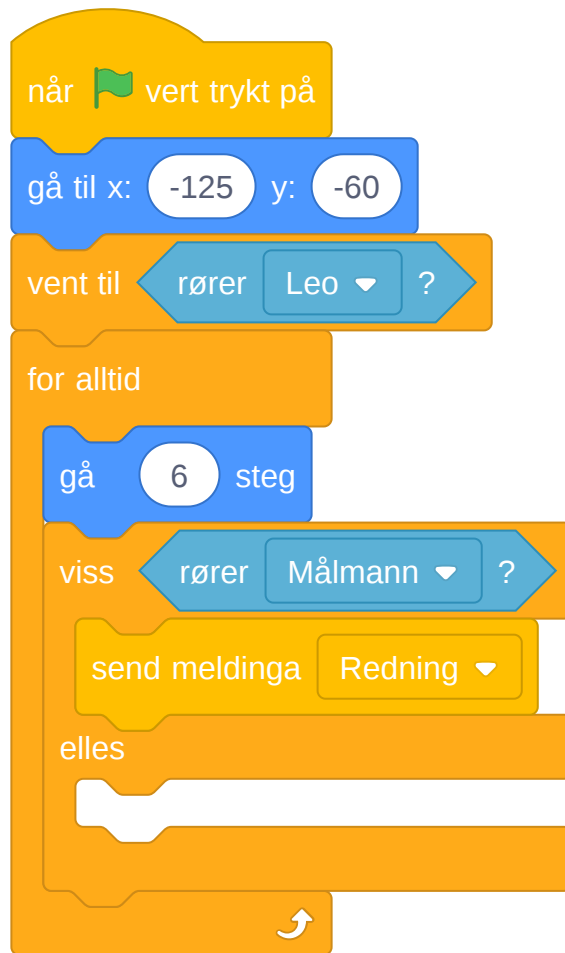 når vert trykt på
gå til x: -125 y: -60
vent til rører Leo ?
for alltid
gå 6 steg
viss rører Målmann ?
send meldinga Redning
elles